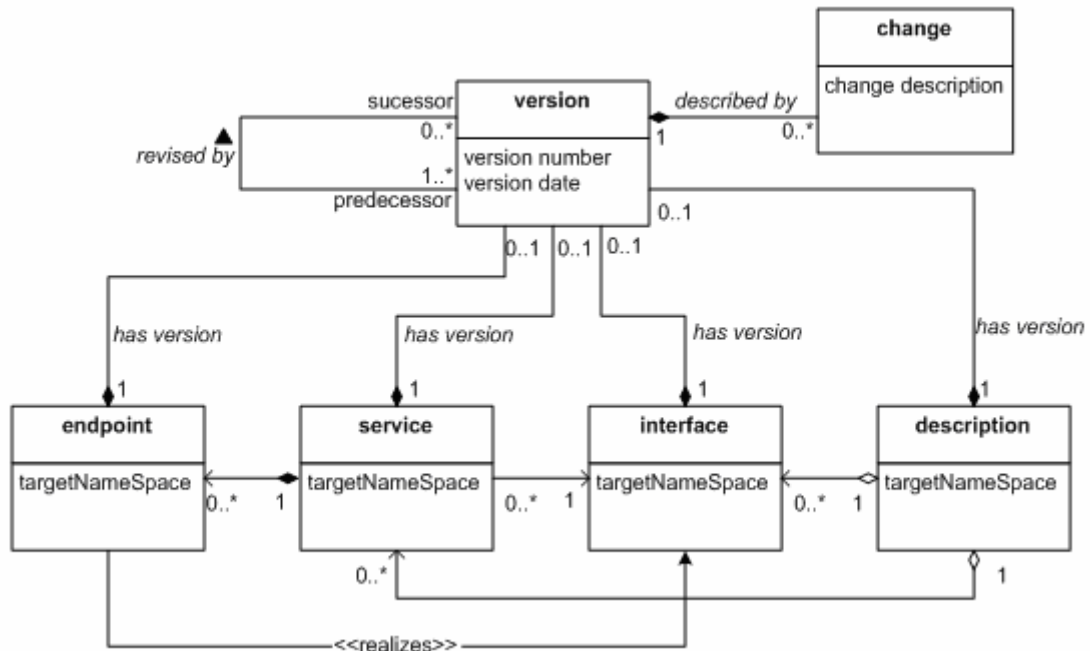 change
change description
sucessor
version
described by
0..*
1
0..*
revised by
version number
version date
1..*
predecessor
0..1
0..1
0..1
0..1
has version
has version
has version
has version
1
1
1
1
endpoint
service
interface
description
targetNameSpace
targetNameSpace
targetNameSpace
targetNameSpace
0..*
1
0..*
1
0..*
1
0..*
1
<<realizes>>